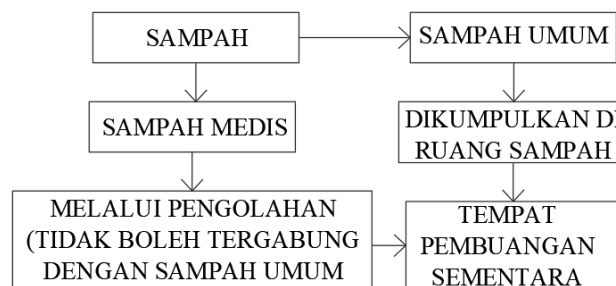 SAMPAH
SAMPAH UMUM
SAMPAH MEDIS
DIKUMPULKAN DI
RUANG SAMPAH
MELALUI PENGOLAHAN
(TIDAK BOLEH TERGABUNG
DENGAN SAMPAH UMUM
TEMPAT
PEMBUANGAN
SEMENTARA